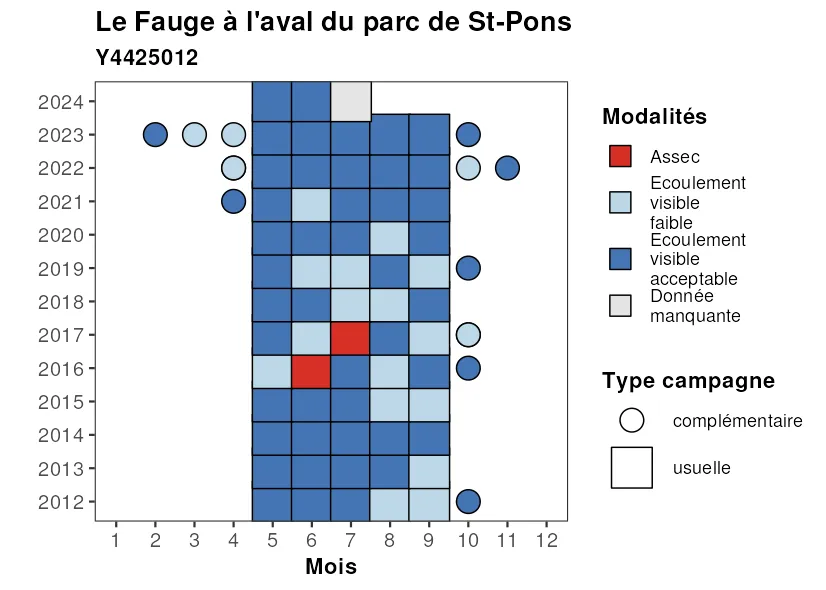 Le Fauge à l'aval du parc de St-Pons
Y4425012
2024
2023
2022
2021
2020
2019
2018
2017
2016
2015
2014
2013
2012
1 2 3 4 5 6 7 8 9 10 11 12
Mois
Modalités
Assec
Ecoulement
visible
faible
Ecoulement
visible
acceptable
Donnée
manquante
Type campagne
complémentaire
usuelle